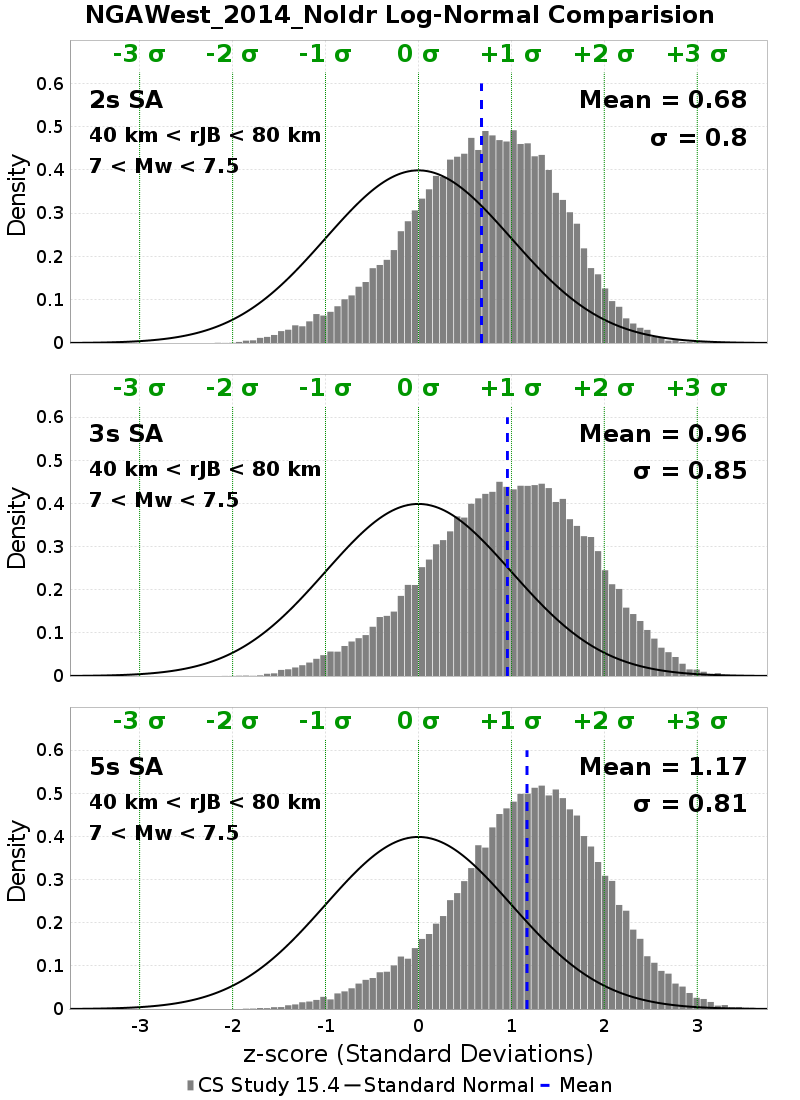 NGAWest_2014_NoIdr Log-Normal Comparision
-3 σ -2 σ -1 σ 0 σ +1 σ +2 σ +3 σ
0.6
2s SA Mean = 0.68
0.5
40 km < rJB < 80 km σ = 0.8
0.4
7 < Mw < 7.5
0.3
0.2
0.1
0
Density
-3 σ -2 σ -1 σ 0 σ +1 σ +2 σ +3 σ
0.6
3s SA Mean = 0.96
0.5
40 km < rJB < 80 km σ = 0.85
0.4
7 < Mw < 7.5
0.3
0.2
0.1
0
Density
-3 σ -2 σ -1 σ 0 σ +1 σ +2 σ +3 σ
0.6
5s SA Mean = 1.17
0.5
40 km < rJB < 80 km σ = 0.81
0.4
7 < Mw < 7.5
0.3
0.2
0.1
0
Density
-3 -2 -1 0 1 2 3
z-score (Standard Deviations)
CS Study 15.4 Standard Normal Mean